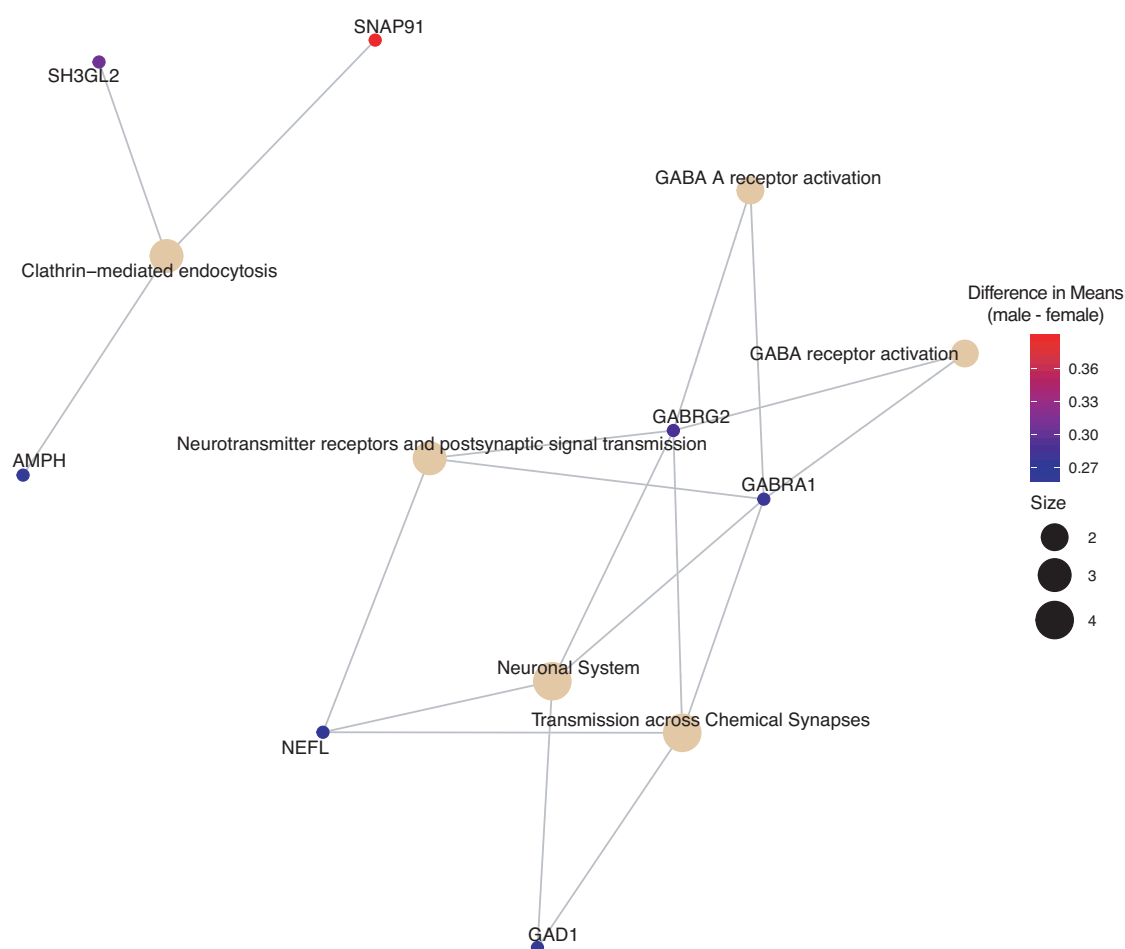 SNAP91
SH3GL2
GABA A receptor activation
Clathrin−mediated endocytosis
Difference in Means
(male - female)
GABA receptor activation
0.36
0.33
GABRG2
0.30
Neurotransmitter receptors and postsynaptic signal transmission
AMPH
0.27
GABRA1
Size
2
3
4
Neuronal System
Transmission across Chemical Synapses
NEFL
GAD1